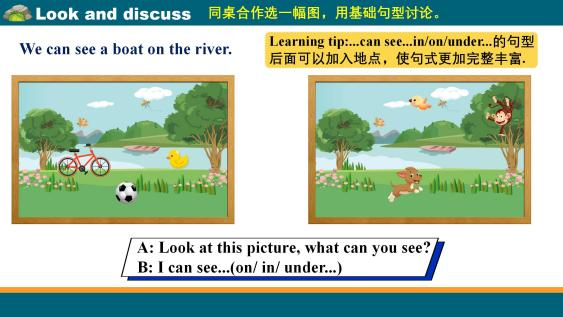 Look and discuss
同桌合作选一幅图，用基础句型讨论。
We can see a boat on the river.
Learning tip:...can see...in/on/under...的句型
后面可以加入地点，使句式更加完整丰富.
A: Look at this picture, what can you see?
B: I can see...(on/ in/ under...)